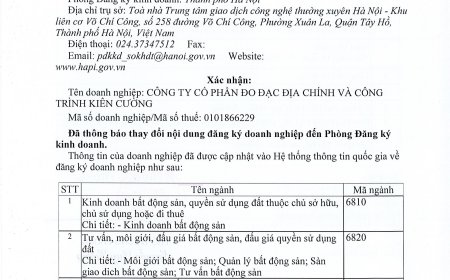 Phòng Đăng ký kinh doanh: Thành phố Hà Nội
Địa chỉ trụ sở: Toà nhà Trung tâm giao dịch công nghệ thường xuyên Hà Nội - Khu
liên cơ Võ Chí Công, số 258 đường Võ Chí Công, Phường Xuân La, Quận Tây Hồ,
Thành phố Hà Nội, Việt Nam
Điện thoại: 024.37347512 Fax:
Email: pdkkd_sokhdt@hanoi.gov.vn Website:
www.hapi.gov.vn
Xác nhận:
Tên doanh nghiệp: CÔNG TY CỔ PHẦN ĐO ĐẠC ĐỊA CHÍNH VÀ CÔNG
TRÌNH KIÊN CƯỜNG
Mã số doanh nghiệp/Mã số thuế: 0101866229
Đã thông báo thay đổi nội dung đăng ký doanh nghiệp đến Phòng Đăng ký
kinh doanh.
Thông tin của doanh nghiệp đã được cập nhật vào Hệ thống thông tin quốc gia về
đăng ký doanh nghiệp như sau:
STT Tên ngành Mã ngành
1 Kinh doanh bất động sản, quyền sử dụng đất thuộc chủ sở hữu, 6810
chủ sử dụng hoặc đi thuê
Chi tiết: - Kinh doanh bất động sản
2 Tư vấn, môi giới, đấu giá bất động sản, đấu giá quyền sử dụng 6820
đất
Chi tiết: - Môi giới bất động sản; Quản lý bất động sản; Sàn
giao dịch bất động sản; Tư vấn bất động sản